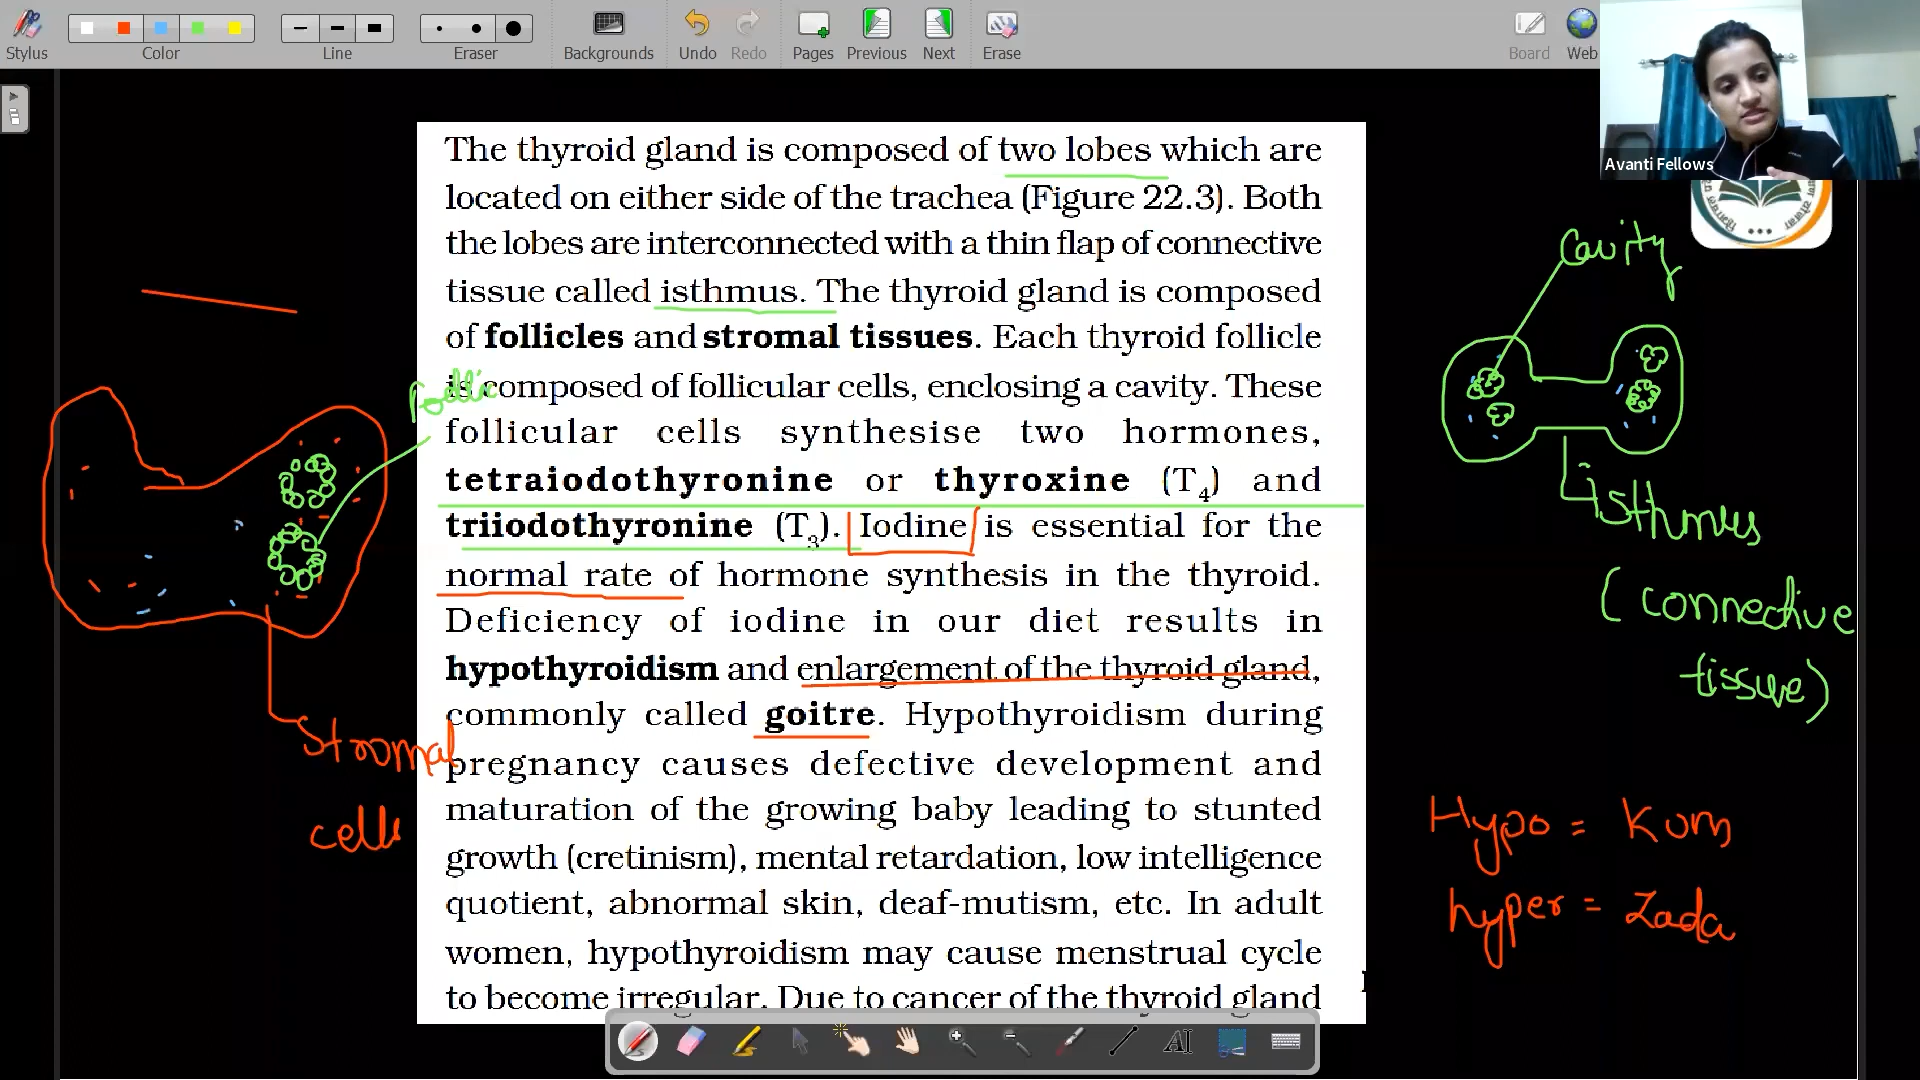 Stylus
Color
Line
Eraser
Backgrounds
Undo
Redo
Pages
Previous
Next
Erase
Board
Web
Avanti Fellows
The thyroid gland is composed of two lobes which are
located on either side of the trachea (Figure 22.3). Both
the lobes are interconnected with a thin flap of connective
tissue called isthmus. The thyroid gland is composed
of follicles and stromal tissues. Each thyroid follicle
is composed of follicular cells, enclosing a cavity. These
follicular cells synthesise two hormones,
tetraiodothyronine or thyroxine (T4) and
triiodothyronine (T3). Iodine is essential for the
normal rate of hormone synthesis in the thyroid.
Deficiency of iodine in our diet results in
hypothyroidism and enlargement of the thyroid gland,
commonly called goitre. Hypothyroidism during
pregnancy causes defective development and
maturation of the growing baby leading to stunted
growth (cretinism), mental retardation, low intelligence
quotient, abnormal skin, deaf-mutism, etc. In adult
women, hypothyroidism may cause menstrual cycle
to become irregular. Due to cancer of the thyroid gland
Stromal
cells
Cavity
isthmus
(connective
tissue)
Hypo = Kum
hyper = Zada